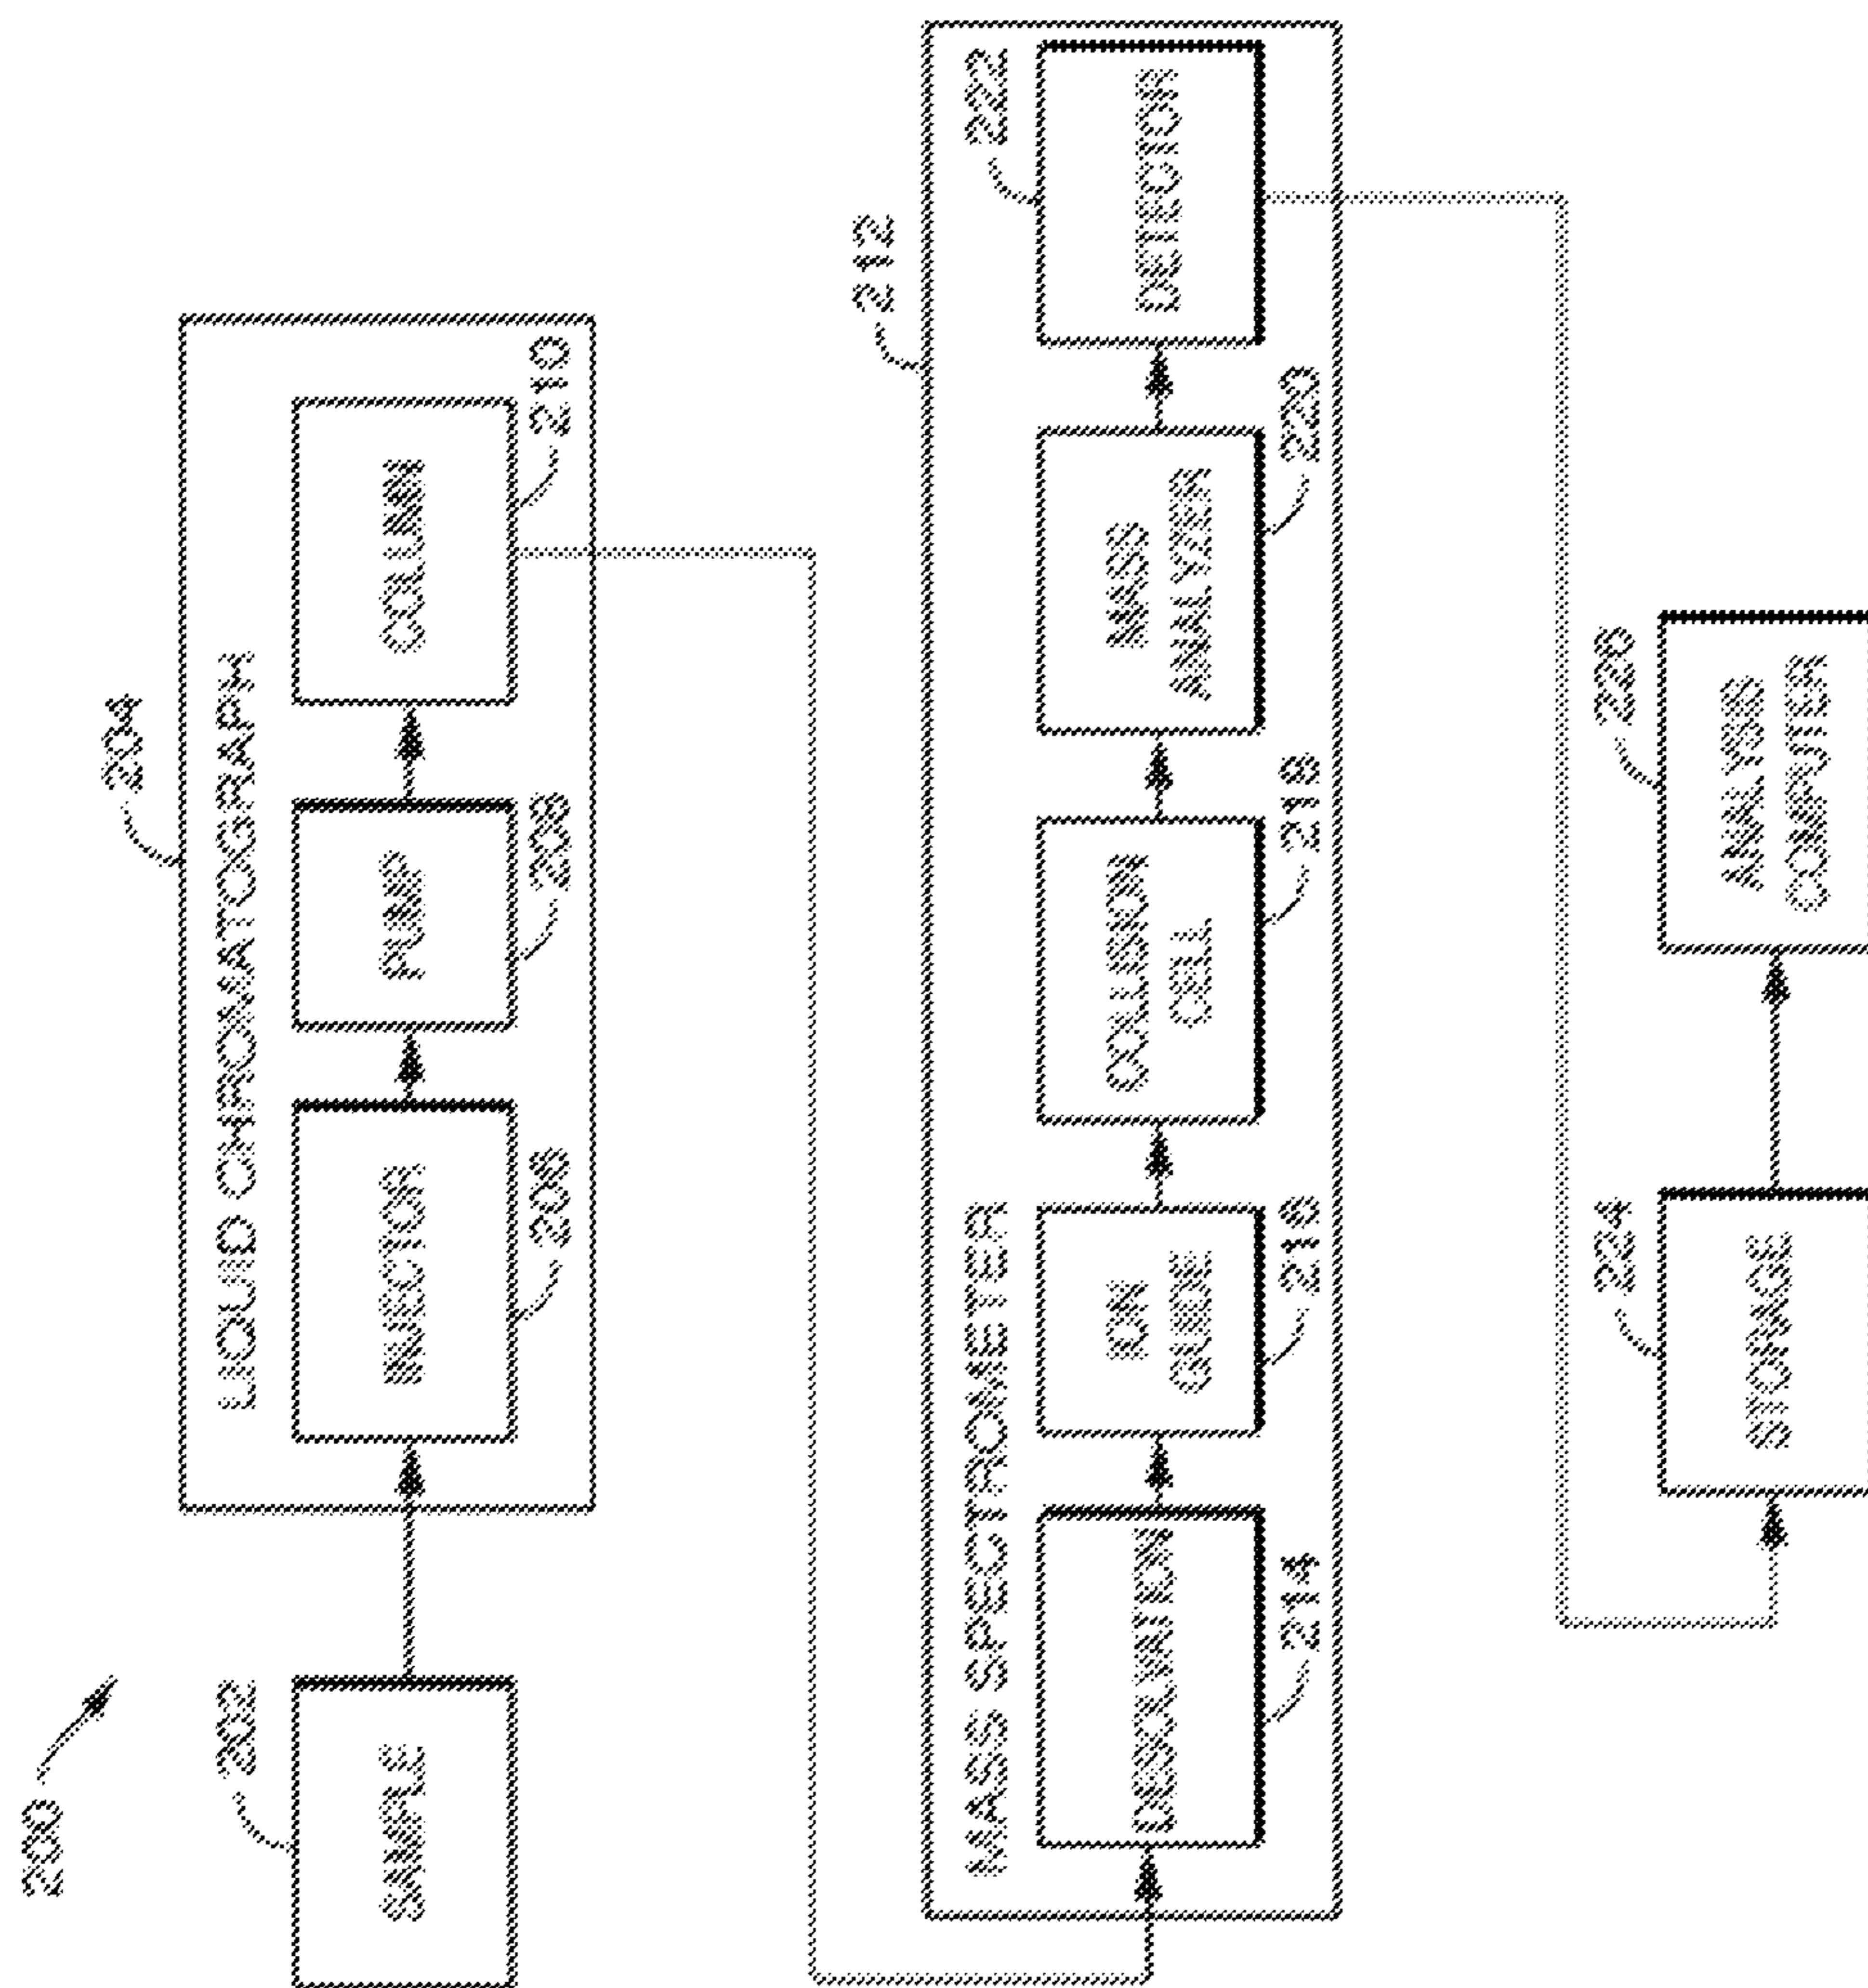 200
202
SAMPLE
204
LIQUID CHROMATOGRAPH
INJECTOR
206
PUMP
208
COLUMN
210
212
MASS SPECTROMETER
214
ION
GUIDE
216
COLLISION
CELL
218
MASS
ANALYZER
220
222
DETECTOR
224
STORAGE
226
ANALYSIS
COMPUTER